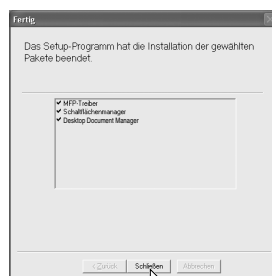 Fertig
Das Setup-Programm hat die Installation der gewählten
Pakete beendet.
✔ MFP-Treiber
✔ Schaltflächenmanager
✔ Desktop Document Manager
< Zurück
Schließen
Abbrechen